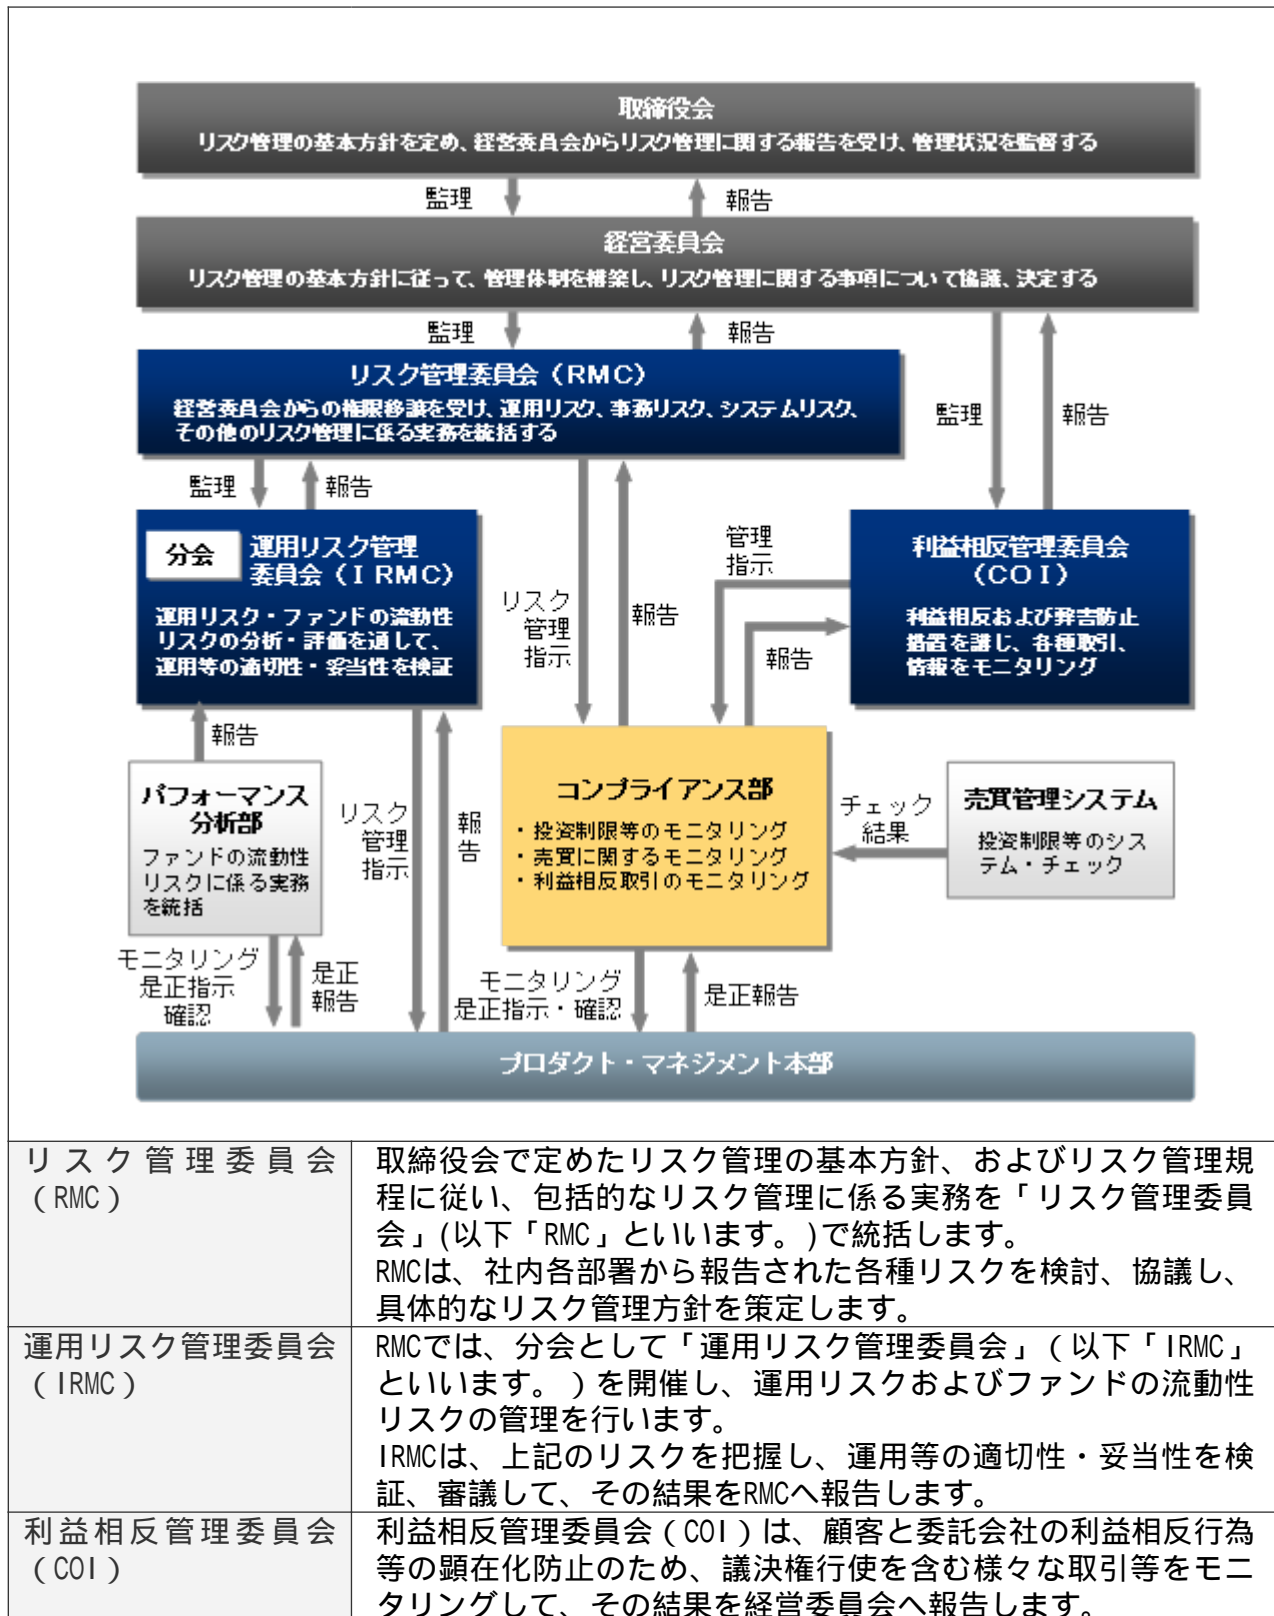 取締役会
リスク管理の基本方針を定め、経営委員会からリスク管理に関する報告を受け、管理状況を監督する
監理
報告
経営委員会
リスク管理の基本方針に従って、管理体制を構築し、リスク管理に関する事項について協議、決定する
監理
報告
リスク管理委員会（RMC）
経営委員会からの権限移譲を受け、運用リスク、事務リスク、システムリスク、
その他のリスク管理に係る実務を統括する
監理
報告
監理
報告
分会
運用リスク管理
委員会（IRMC）
運用リスク・ファンドの流動性
リスクの分析・評価を通して、
運用等の適切性・妥当性を検証
リスク
管理
指示
報告
管理
指示
報告
利益相反管理委員会
（COI）
利益相反および弊害防止
措置を講じ、各種取引、
情報をモニタリング
報告
パフォーマンス
分析部
ファンドの流動性
リスクに係る実務
を統括
リスク
管理
指示
報
告
コンプライアンス部
・投資制限等のモニタリング
・売買に関するモニタリング
・利益相反取引のモニタリング
チェック
結果
売買管理システム
投資制限等のシス
テム・チェック
モニタリング
是正指示
確認
是正
報告
モニタリング
是正指示・確認
是正報告
プロダクト・マネジメント本部
リスク管理委員会
（RMC）
取締役会で定めたリスク管理の基本方針、およびリスク管理規
程に従い、包括的なリスク管理に係る実務を「リスク管理委員
会」(以下「RMC」といいます。)で統括します。
RMCは、社内各部署から報告された各種リスクを検討、協議し、
具体的なリスク管理方針を策定します。
運用リスク管理委員会
（IRMC）
RMCでは、分会として「運用リスク管理委員会」（以下「IRMC」
といいます。）を開催し、運用リスクおよびファンドの流動性
リスクの管理を行います。
IRMCは、上記のリスクを把握し、運用等の適切性・妥当性を検
証、審議して、その結果をRMCへ報告します。
利益相反管理委員会
（COI）
利益相反管理委員会（COI）は、顧客と委託会社の利益相反行為
等の顕在化防止のため、議決権行使を含む様々な取引等をモニ
タリングして、その結果を経営委員会へ報告します。